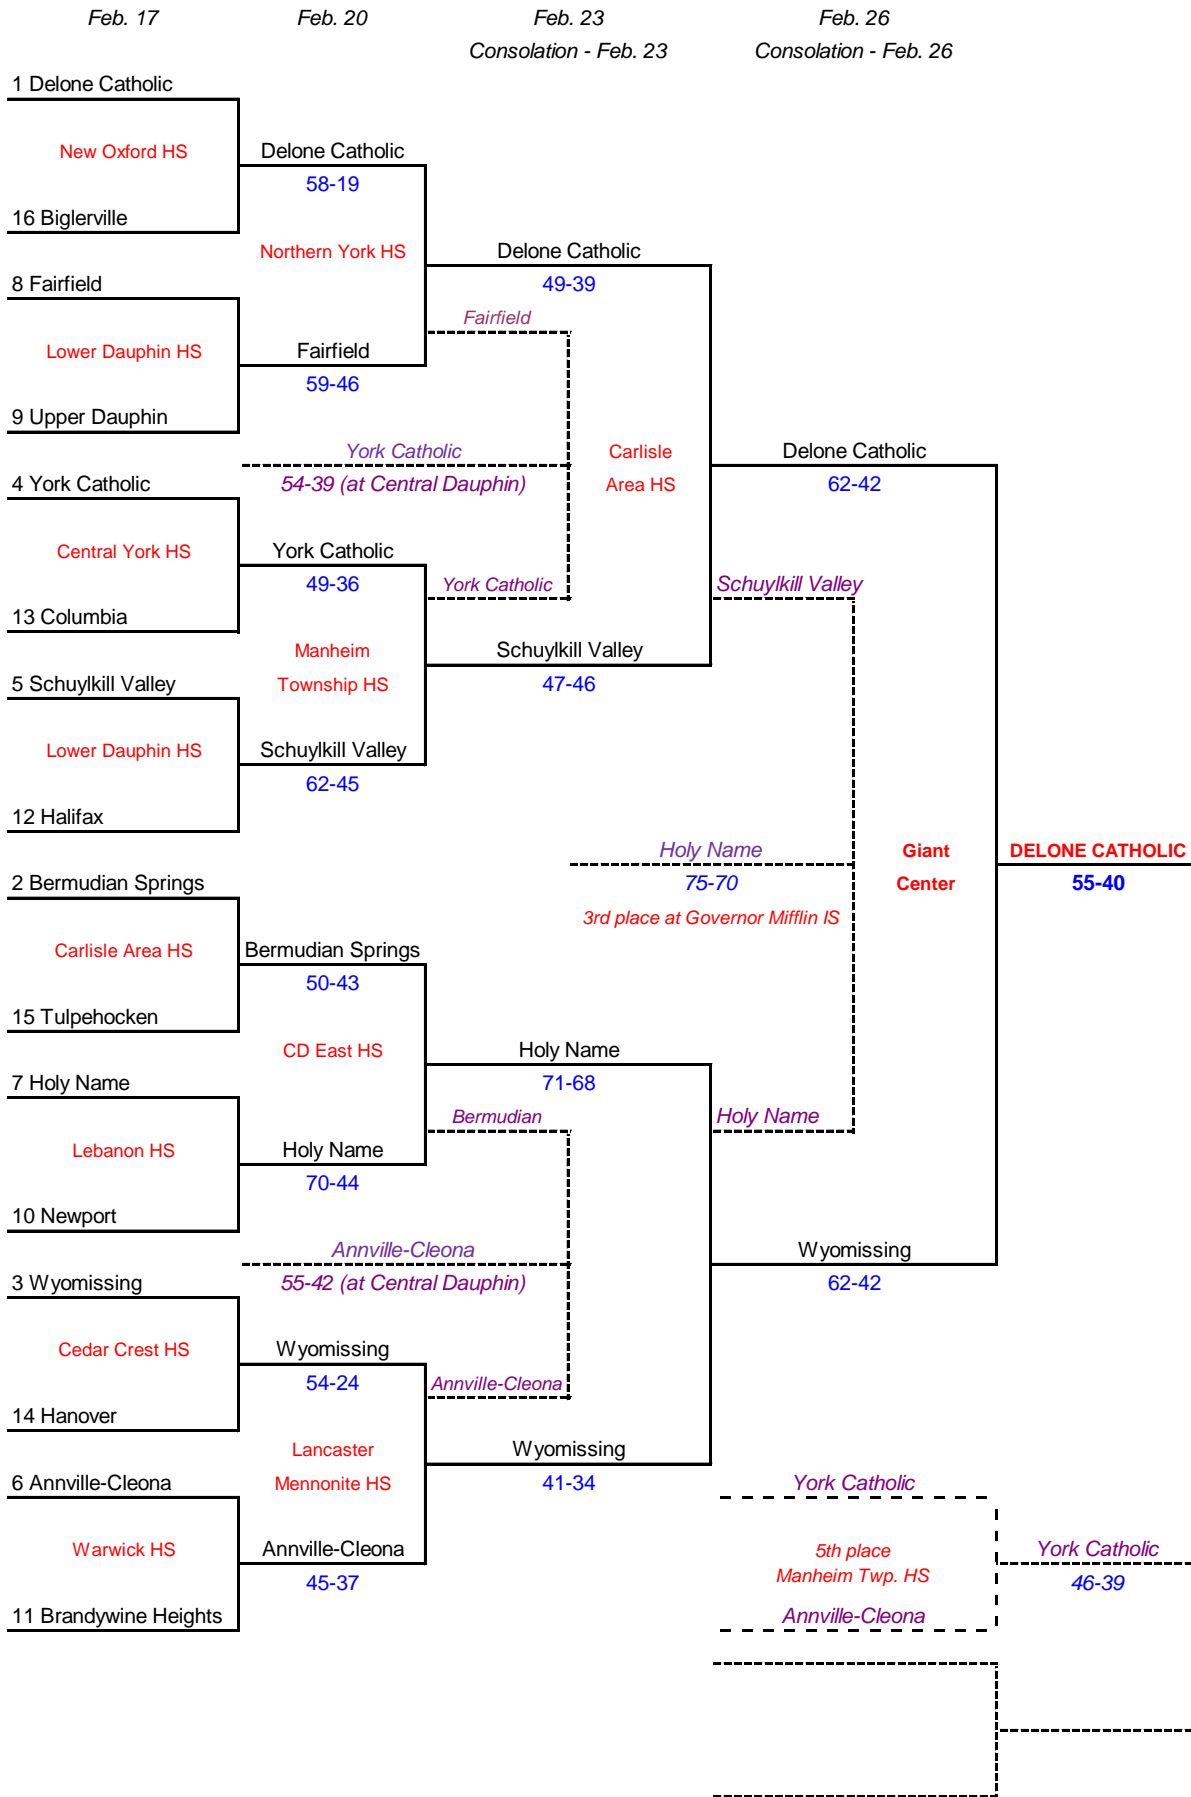 Feb. 17 Feb. 20 Feb. 23 Feb. 26
Consolation - Feb. 23 Consolation - Feb. 26
1 Delone Catholic
New Oxford HS Delone Catholic
58-19
16 Biglerville
Northern York HS Delone Catholic
8 Fairfield 49-39
Fairfield
Lower Dauphin HS Fairfield
59-46
9 Upper Dauphin
York Catholic Carlisle Delone Catholic
4 York Catholic 54-39 (at Central Dauphin) Area HS 62-42
Central York HS York Catholic
49-36 York Catholic Schuylkill Valley
13 Columbia
Manheim Schuylkill Valley
5 Schuylkill Valley Township HS 47-46
Lower Dauphin HS Schuylkill Valley
62-45
12 Halifax
Holy Name Giant DELONE CATHOLIC
2 Bermudian Springs 75-70 Center 55-40
3rd place at Governor Mifflin IS
Carlisle Area HS Bermudian Springs
50-43
15 Tulpehocken
CD East HS Holy Name
7 Holy Name 71-68
Bermudian Holy Name
Lebanon HS Holy Name
70-44
10 Newport
Annville-Cleona Wyomissing
3 Wyomissing 55-42 (at Central Dauphin) 62-42
Cedar Crest HS Wyomissing
54-24 Annville-Cleona
14 Hanover
Lancaster Wyomissing
6 Annville-Cleona Mennonite HS 41-34 York Catholic
Warwick HS Annville-Cleona 5th place York Catholic
45-37 Manheim Twp. HS 46-39
11 Brandywine Heights Annville-Cleona